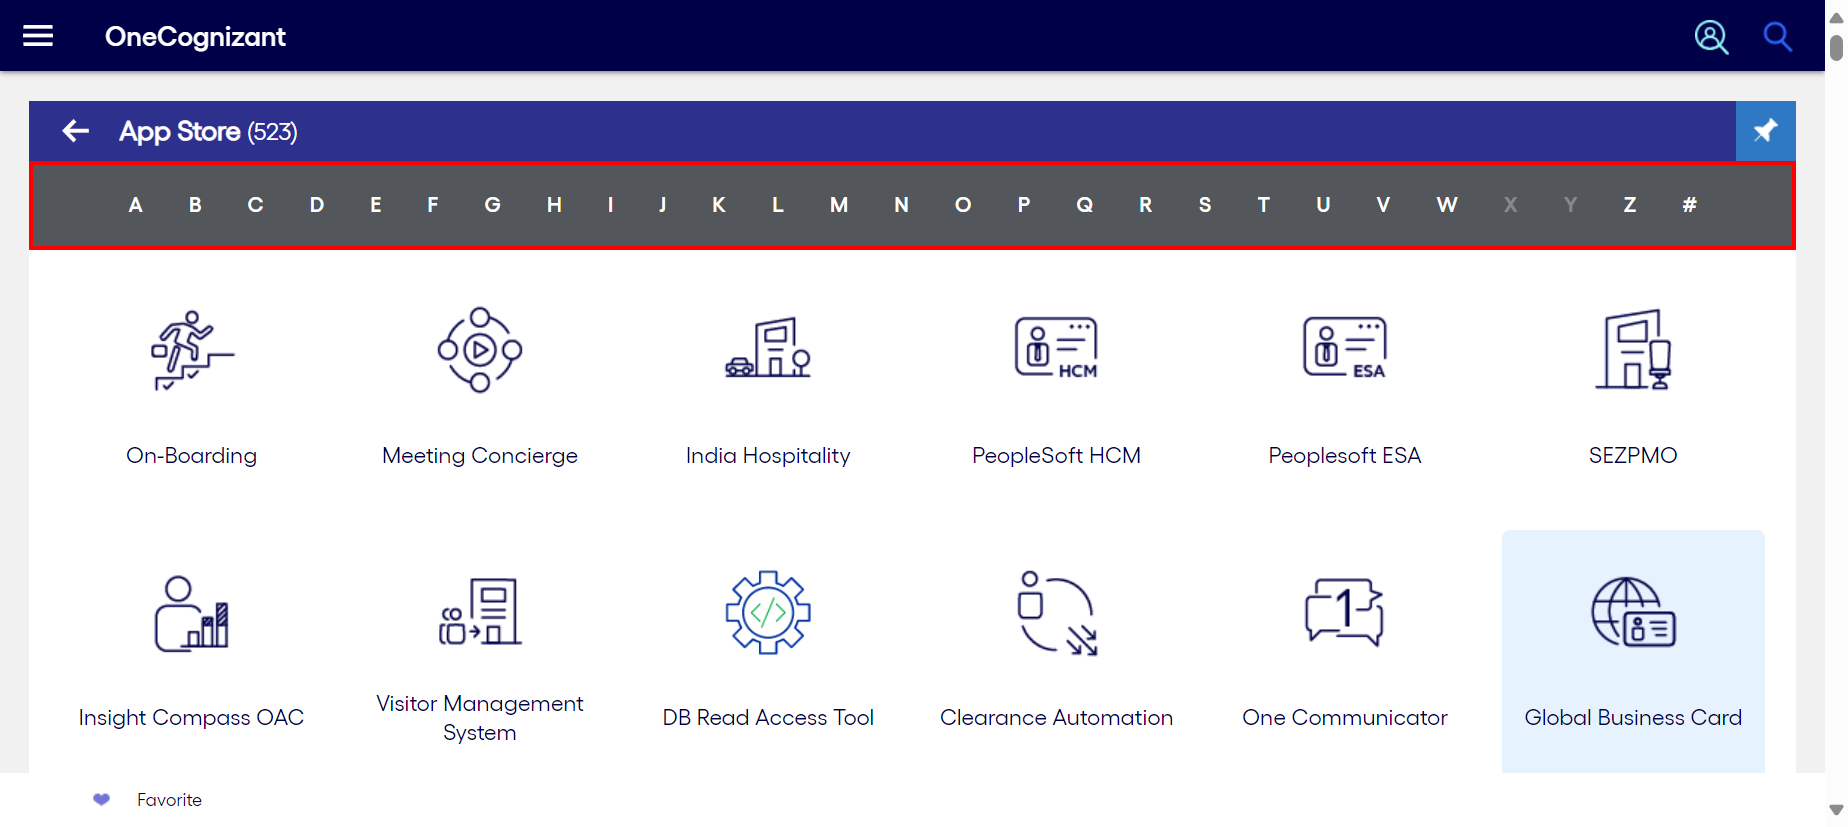 OneCognizant
App Store (523)
A B C D E F G H I J K L M N O P Q R S T U V W X Y Z #
HCM
ESA
On-Boarding
Meeting Concierge
India Hospitality
PeopleSoft HCM
Peoplesoft ESA
SEZPMO
</>
1
Insight Compass OAC
Visitor Management
System
DB Read Access Tool
Clearance Automation
One Communicator
Global Business Card
Favorite